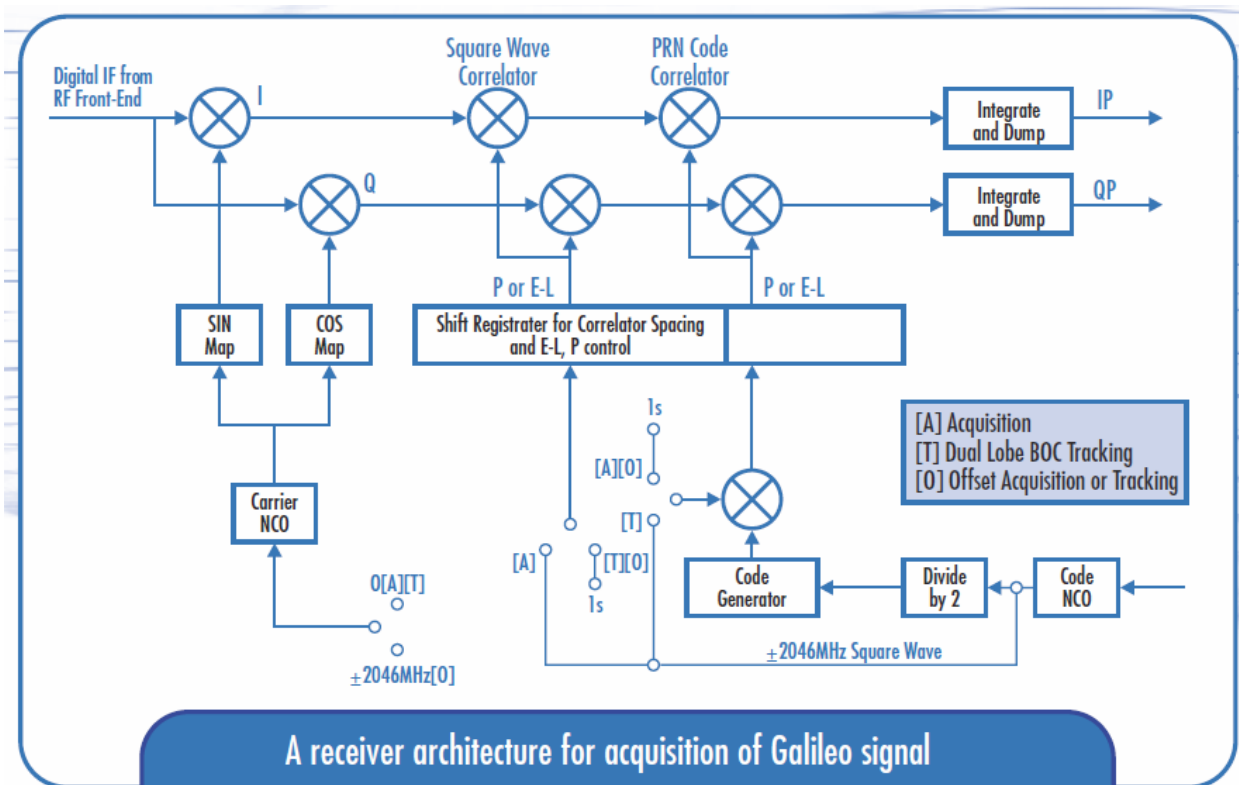 Square Wave
Correlator
PRN Code
Correlator
Digital IF from
RF Front-End
I
Integrate
and Dump
IP
Q
Integrate
and Dump
QP
P or E-L
P or E-L
SIN
Map
COS
Map
Shift Registrater for Correlator Spacing
and E-L, P control
1s
[A] Acquisition
[T] Dual Lobe BOC Tracking
[O] Offset Acquisition or Tracking
[A][O]
Carrier
NCO
[T]
[A]
[T][O]
1s
Code
Generator
Divide
by 2
Code
NCO
O[A][T]
±2046MHz Square Wave
±2046MHz[O]
A receiver architecture for acquisition of Galileo signal